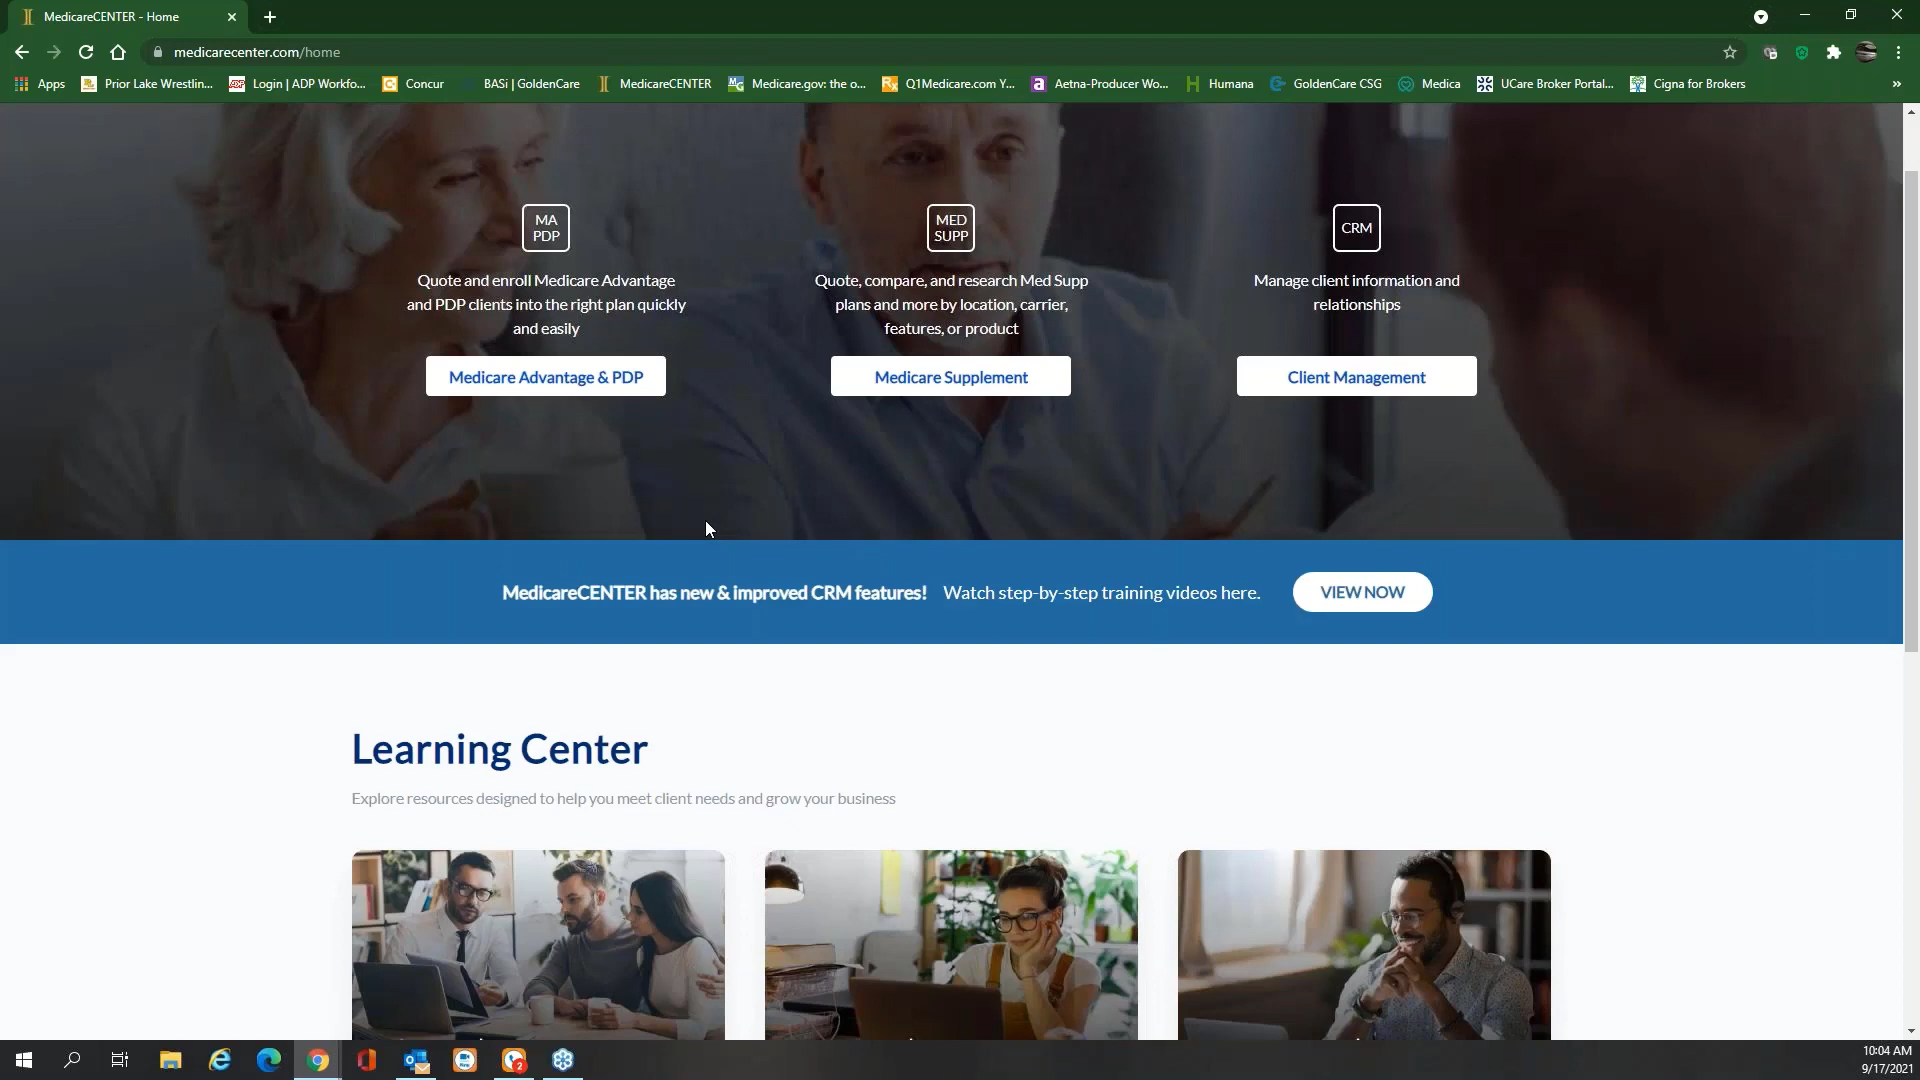 MedicareCENTER - Home
medicarecenter.com/home
Apps
Prior Lake Wrestlin...
Login | ADP Workfo...
Concur
BASi | GoldenCare
MedicareCENTER
Medicare.gov: the o...
Q1Medicare.com Y...
Aetna-Producer Wo...
Humana
GoldenCare CSG
Medica
UCare Broker Portal...
Cigna for Brokers
MA
PDP
Quote and enroll Medicare Advantage
and PDP clients into the right plan quickly
and easily
Medicare Advantage & PDP
MED
SUPP
Quote, compare, and research Med Supp
plans and more by location, carrier,
features, or product
Medicare Supplement
CRM
Manage client information and
relationships
Client Management
MedicareCENTER has new & improved CRM features! Watch step-by-step training videos here.
VIEW NOW
Learning Center
Explore resources designed to help you meet client needs and grow your business
10:04 AM
9/17/2021